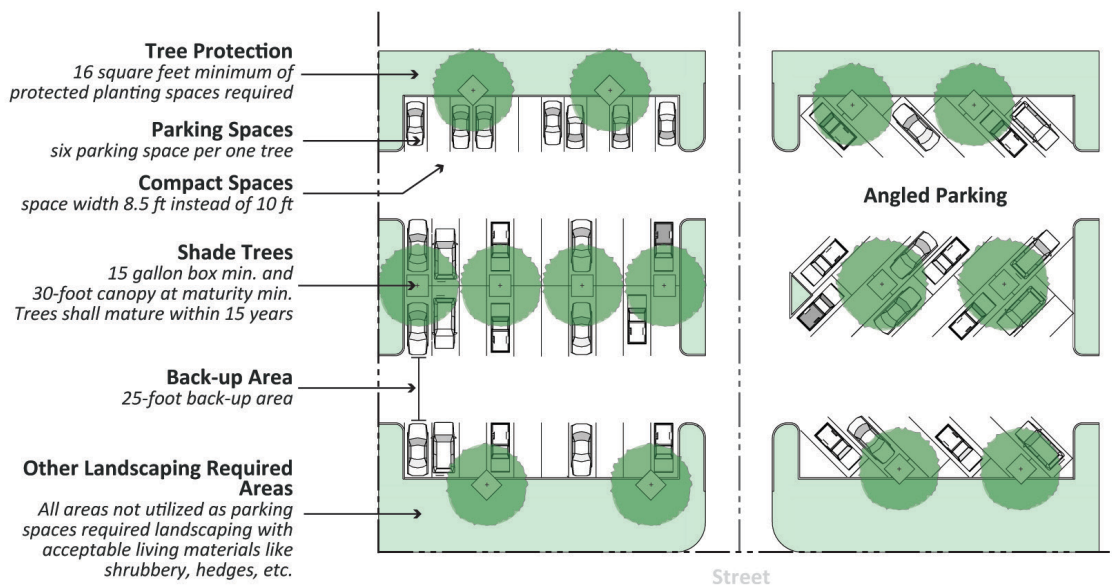 Tree Protection
16 square feet minimum of
protected planting spaces required
Parking Spaces
six parking space per one tree
Compact Spaces
space width 8.5 ft instead of 10 ft
Angled Parking
Shade Trees
15 gallon box min. and
30-foot canopy at maturity min.
Trees shall mature within 15 years
Back-up Area
25-foot back-up area
Other Landscaping Required
Areas
All areas not utilized as parking
spaces required landscaping with
acceptable living materials like
shrubbery, hedges, etc.
Street